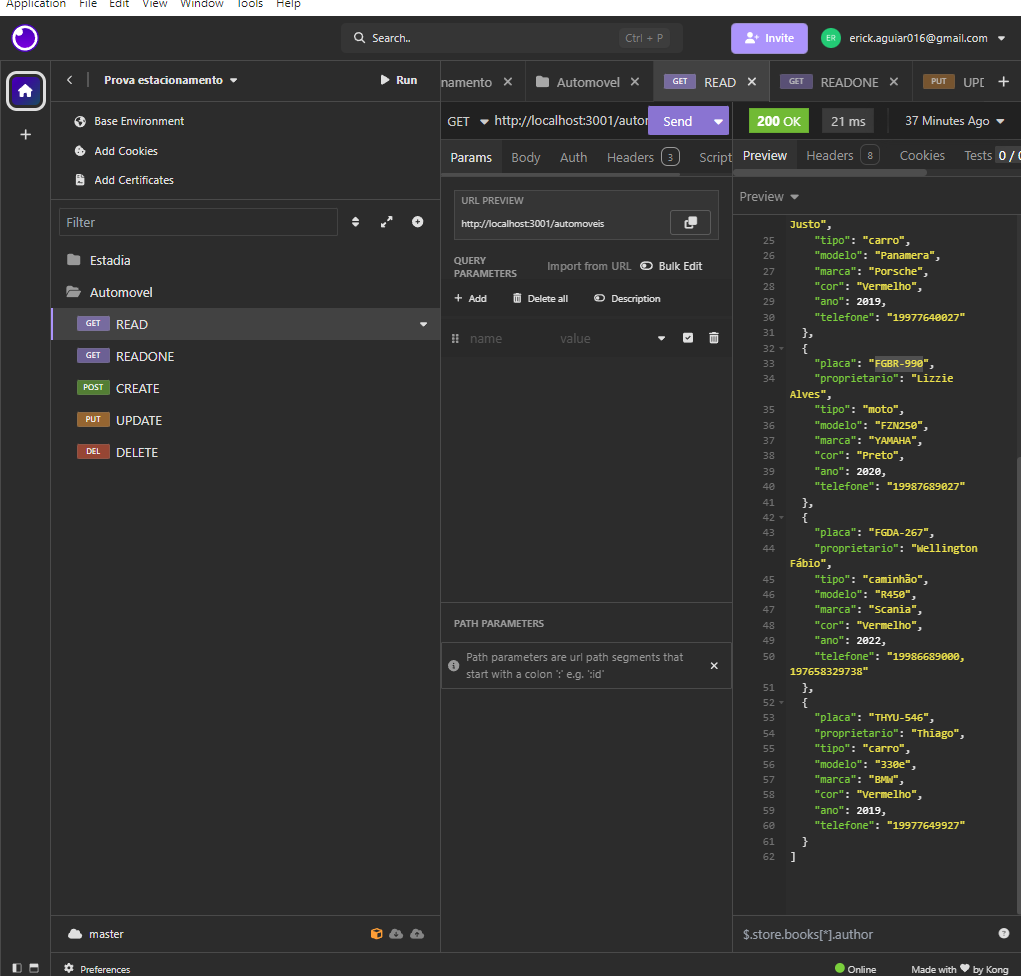 Application File Edit View Window Tools Help
Search.. Ctrl + P
Invite
ER erick.aguiar016@gmail.com
Prova estacionamento
Run
Base Environment
Add Cookies
Add Certificates
Filter
Estadia
Automovel
GET READ
GET READONE
POST CREATE
PUT UPDATE
DEL DELETE
master
Preferences
namento
Automovel
GET READ
GET READONE
PUT UPD
GET http://localhost:3001/autor
Send
Params Body Auth Headers 3 Script
URL PREVIEW
http://localhost:3001/automoveis
QUERY
PARAMETERS
Import from URL Bulk Edit
Add Delete all Description
name value
PATH PARAMETERS
Path parameters are url path segments that
start with a colon ':' e.g. ':id'
200 OK 21 ms 37 Minutes Ago
Preview Headers 8 Cookies Tests 0 / 0
Preview
Justo",
25 "tipo": "carro",
26 "modelo": "Panamera",
27 "marca": "Porsche",
28 "cor": "Vermelho",
29 "ano": 2019,
30 "telefone": "19977640027"
31 },
32 {
33 "placa": "FGBR-990",
34 "proprietario": "Lizzie
Alves",
35 "tipo": "moto",
36 "modelo": "FZN250",
37 "marca": "YAMAHA",
38 "cor": "Preto",
39 "ano": 2020,
40 "telefone": "19987689027"
41 },
42 {
43 "placa": "FGDA-267",
44 "proprietario": "Wellington
Fábio",
45 "tipo": "caminhão",
46 "modelo": "R450",
47 "marca": "Scania",
48 "cor": "Vermelho",
49 "ano": 2022,
50 "telefone": "19986689000,
197658329738"
51 },
52 {
53 "placa": "THYU-546",
54 "proprietario": "Thiago",
55 "tipo": "carro",
56 "modelo": "330e",
57 "marca": "BMW",
58 "cor": "Vermelho",
59 "ano": 2019,
60 "telefone": "19977649927"
61 }
62 ]
$.store.books[*].author
Online
Made with by Kong